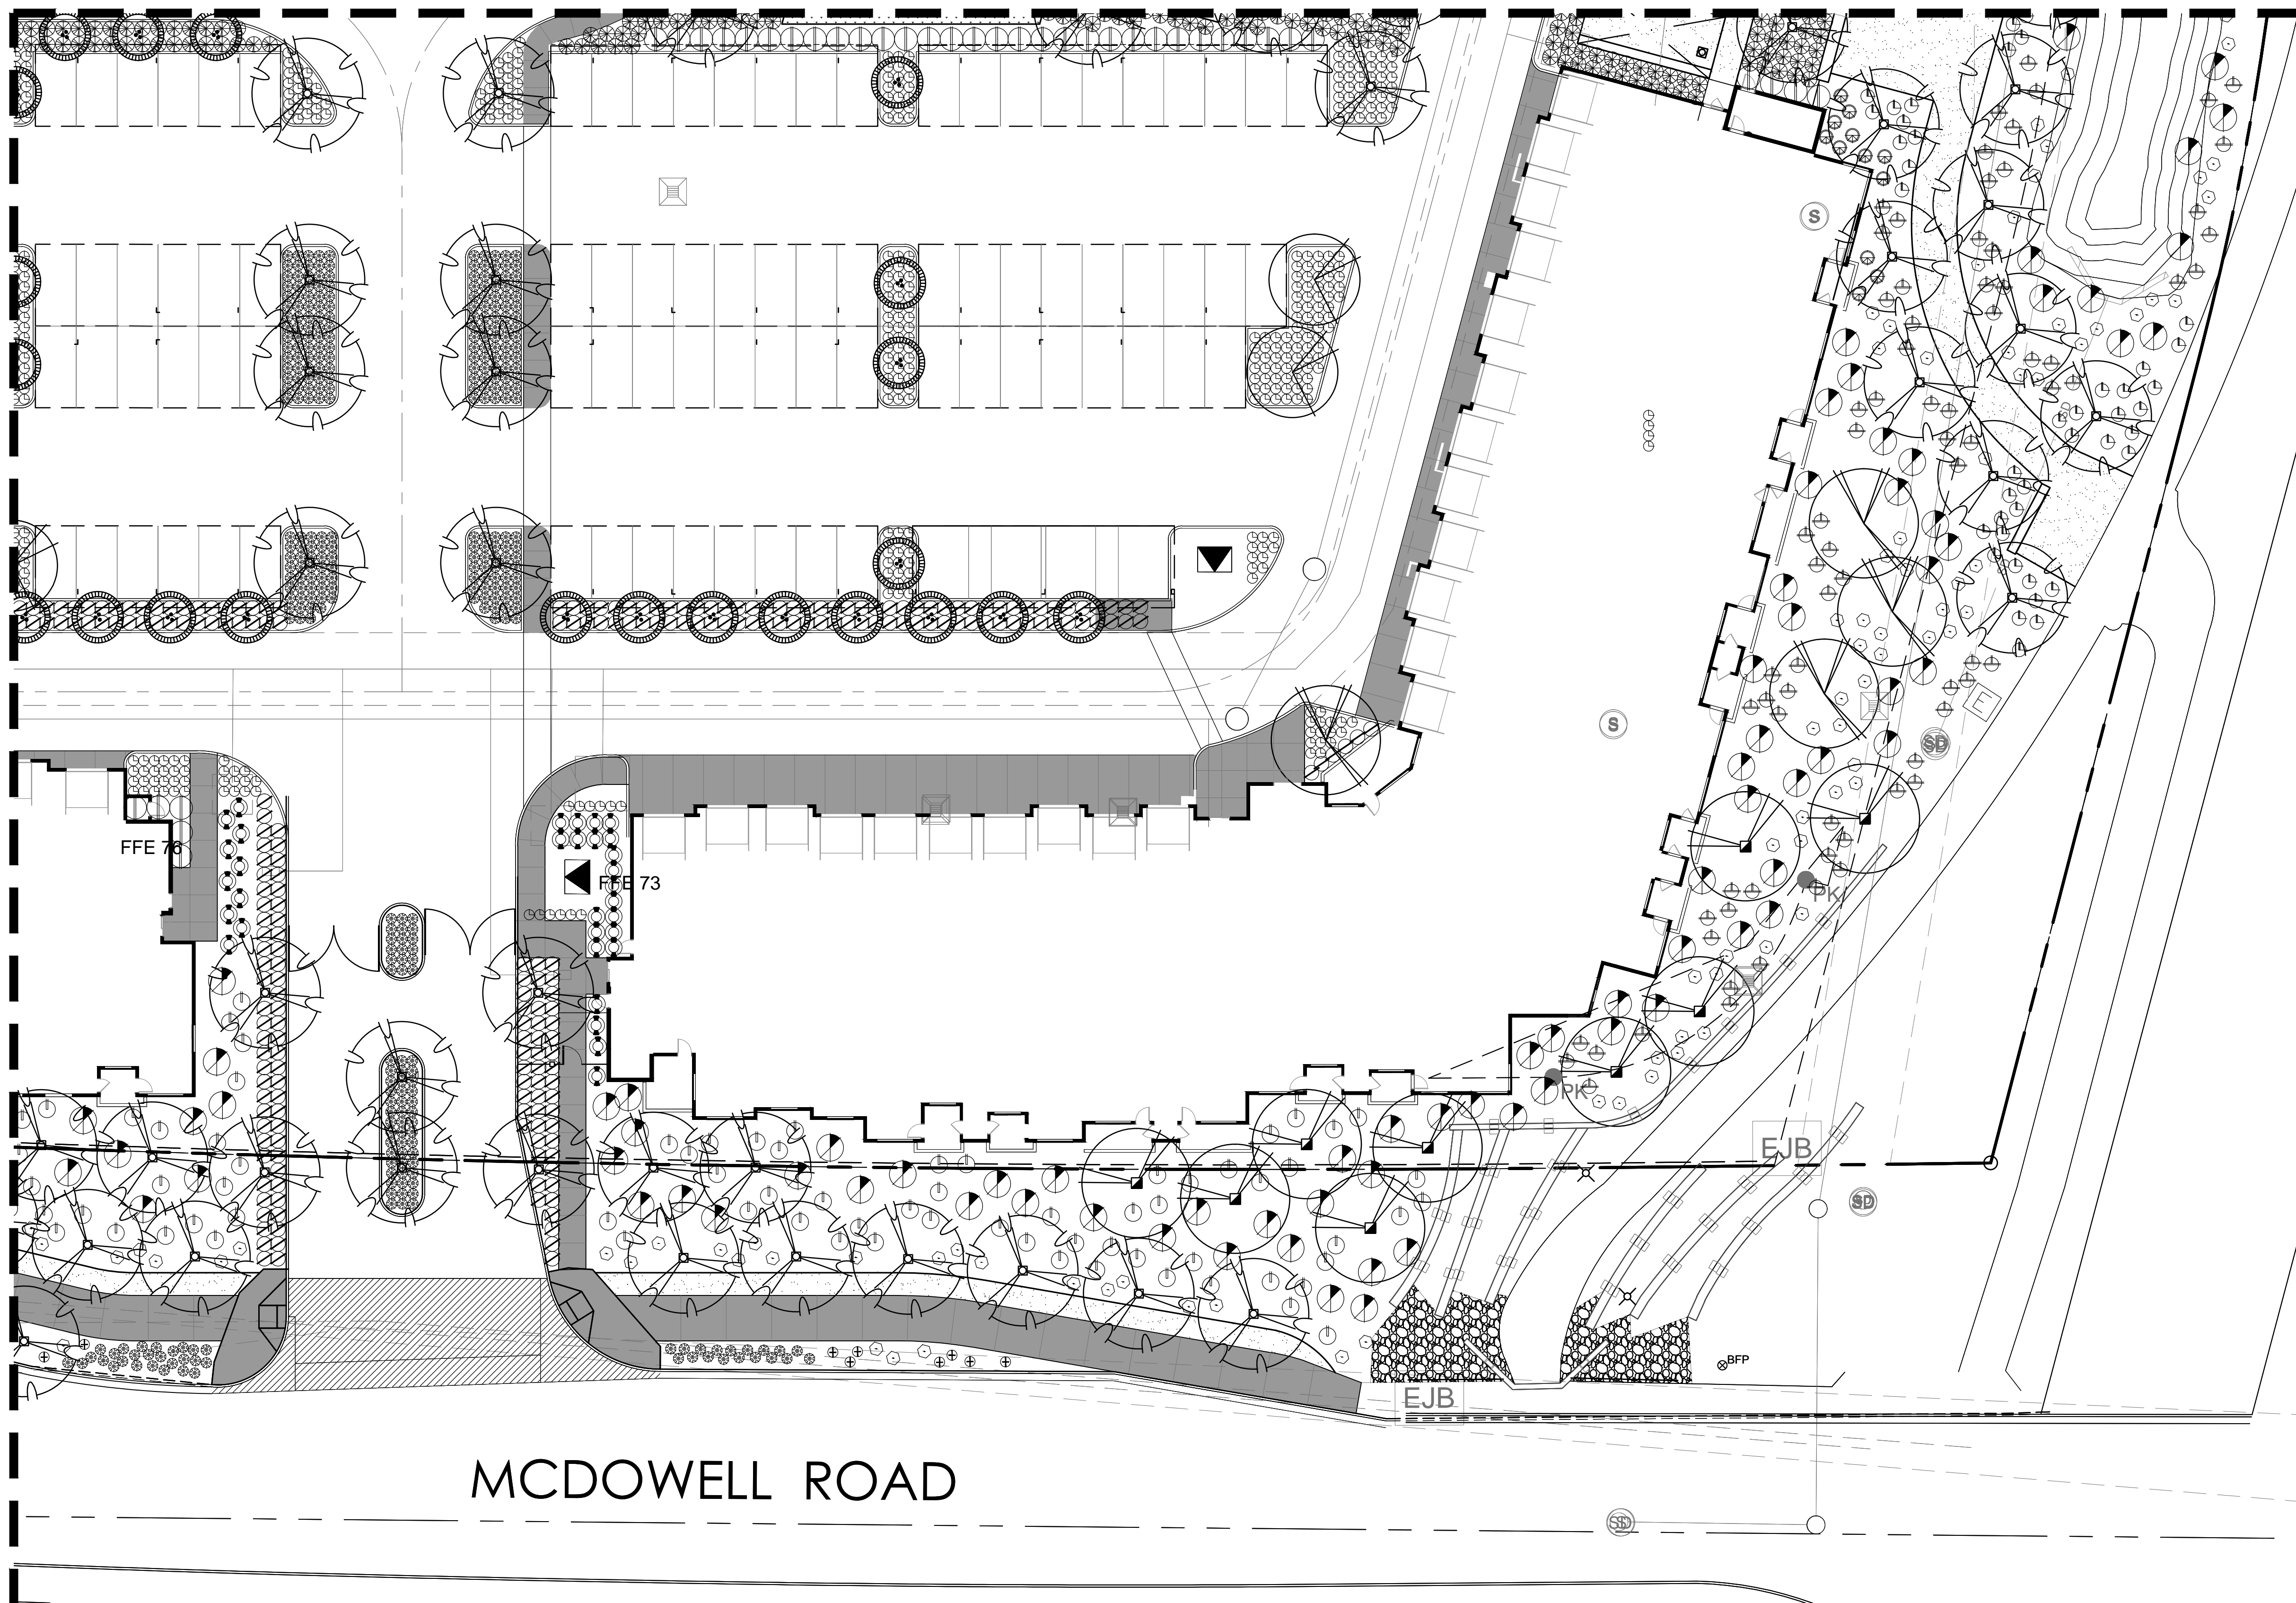 S
S
E
SD
FFE 76
FFE 73
PK
PK
EJB
SD
BFP
EJB
MCDOWELL ROAD
SD